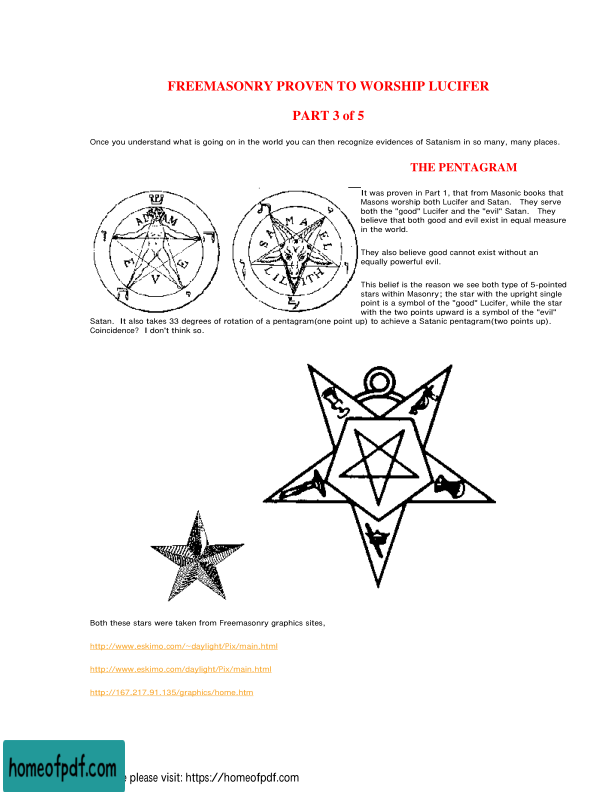 FREEMASONRY PROVEN TO WORSHIP LUCIFER
PART 3 of 5
Once you understand what is going on in the world you can then recognize evidences of Satanism in so many, many places.
THE PENTAGRAM
ADAM
EVE
SAMAEL
LILITH
It was proven in Part 1, that from Masonic books that
Masons worship both Lucifer and Satan. They serve
both the "good" Lucifer and the "evil" Satan. They
believe that both good and evil exist in equal measure
in the world.
They also believe good cannot exist without an
equally powerful evil.
This belief is the reason we see both type of 5-pointed
stars within Masonry; the star with the upright single
point is a symbol of the "good" Lucifer, while the star
with the two points upward is a symbol of the "evil"
Satan. It also takes 33 degrees of rotation of a pentagram(one point up) to achieve a Satanic pentagram(two points up).
Coincidence? I don't think so.
Both these stars were taken from Freemasonry graphics sites,
http://www.eskimo.com/~daylight/Pix/main.html
http://www.eskimo.com/daylight/Pix/main.html
http://167.217.91.135/graphics/home.htm
homeofpdf.com
please visit: https://homeofpdf.com